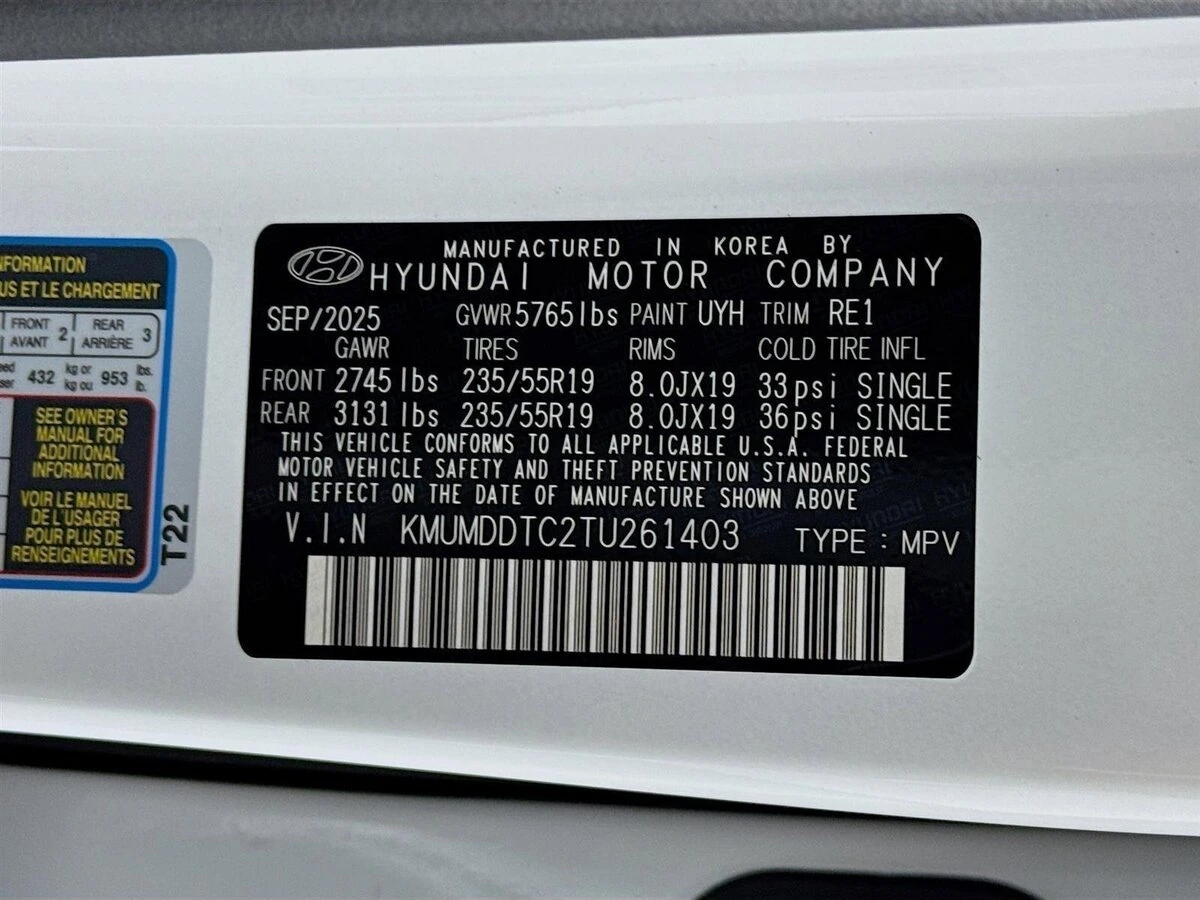 NFORMATION
US ET LE CHARGEMENT
FRONT 2 REAR 3
AVANT ARRIÈRE
432 kg or 953 lbs.
kg ou lb.
SEE OWNER'S
MANUAL FOR
ADDITIONAL
INFORMATION
VOIR LE MANUEL
DE L'USAGER
POUR PLUS DE
RENSEIGNEMENTS
T22
MANUFACTURED IN KOREA BY
HYUNDAI MOTOR COMPANY
SEP/2025 GVWR 5765lbs PAINT UYH TRIM RE1
GAWR TIRES RIMS COLD TIRE INFL
FRONT 2745 lbs 235/55R19 8.0JX19 33psi SINGLE
REAR 3131 lbs 235/55R19 8.0JX19 36psi SINGLE
THIS VEHICLE CONFORMS TO ALL APPLICABLE U.S.A. FEDERAL
MOTOR VEHICLE SAFETY AND THEFT PREVENTION STANDARDS
IN EFFECT ON THE DATE OF MANUFACTURE SHOWN ABOVE
V.I.N KMUMDDTC2TU261403 TYPE : MPV